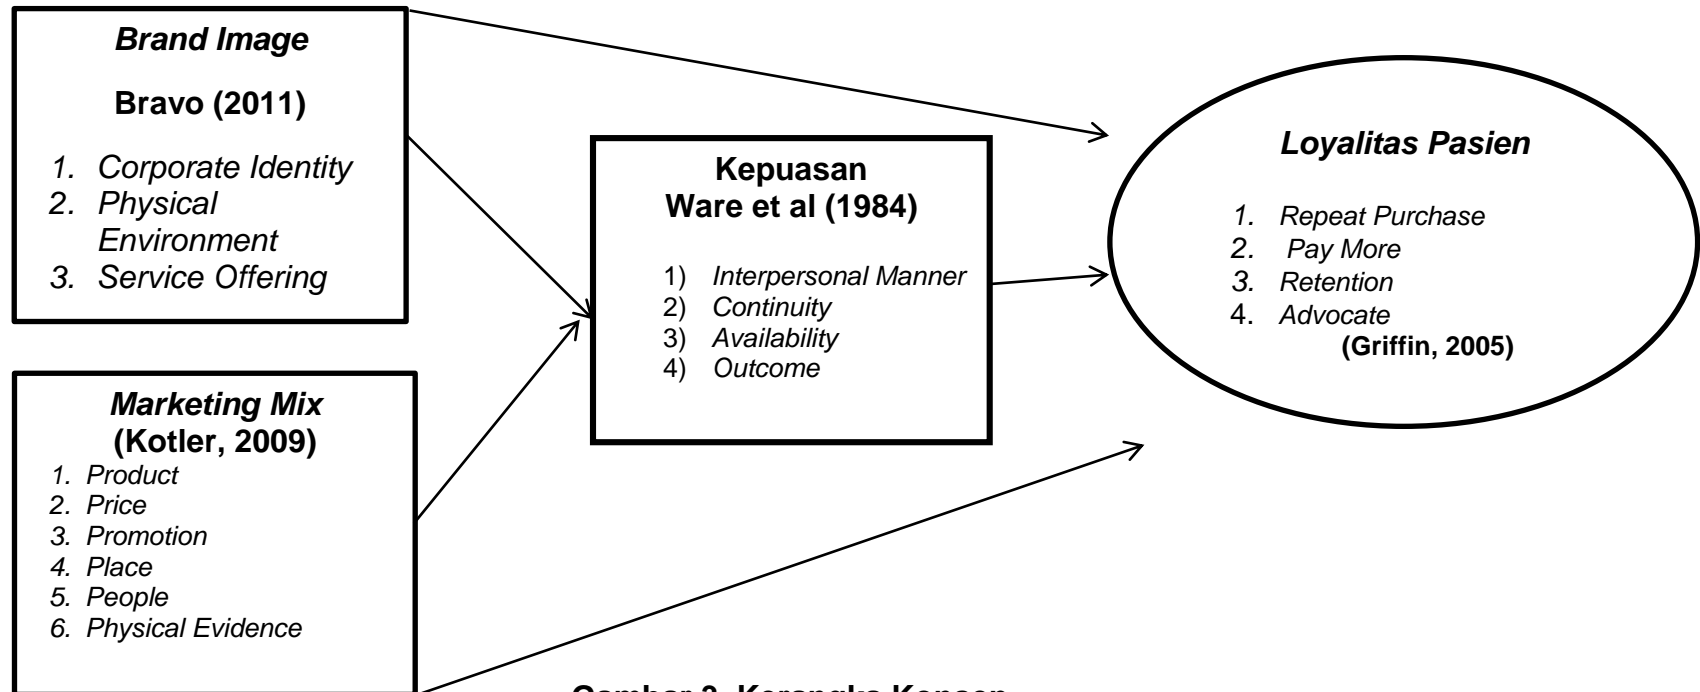 Brand Image
Bravo (2011)
1. Corporate Identity
2. Physical
Environment
3. Service Offering
Marketing Mix
(Kotler, 2009)
1. Product
2. Price
3. Promotion
4. Place
5. People
6. Physical Evidence
Kepuasan
Ware et al (1984)
1) Interpersonal Manner
2) Continuity
3) Availability
4) Outcome
Loyalitas Pasien
1. Repeat Purchase
2. Pay More
3. Retention
4. Advocate
(Griffin, 2005)
Kerangka Konsep